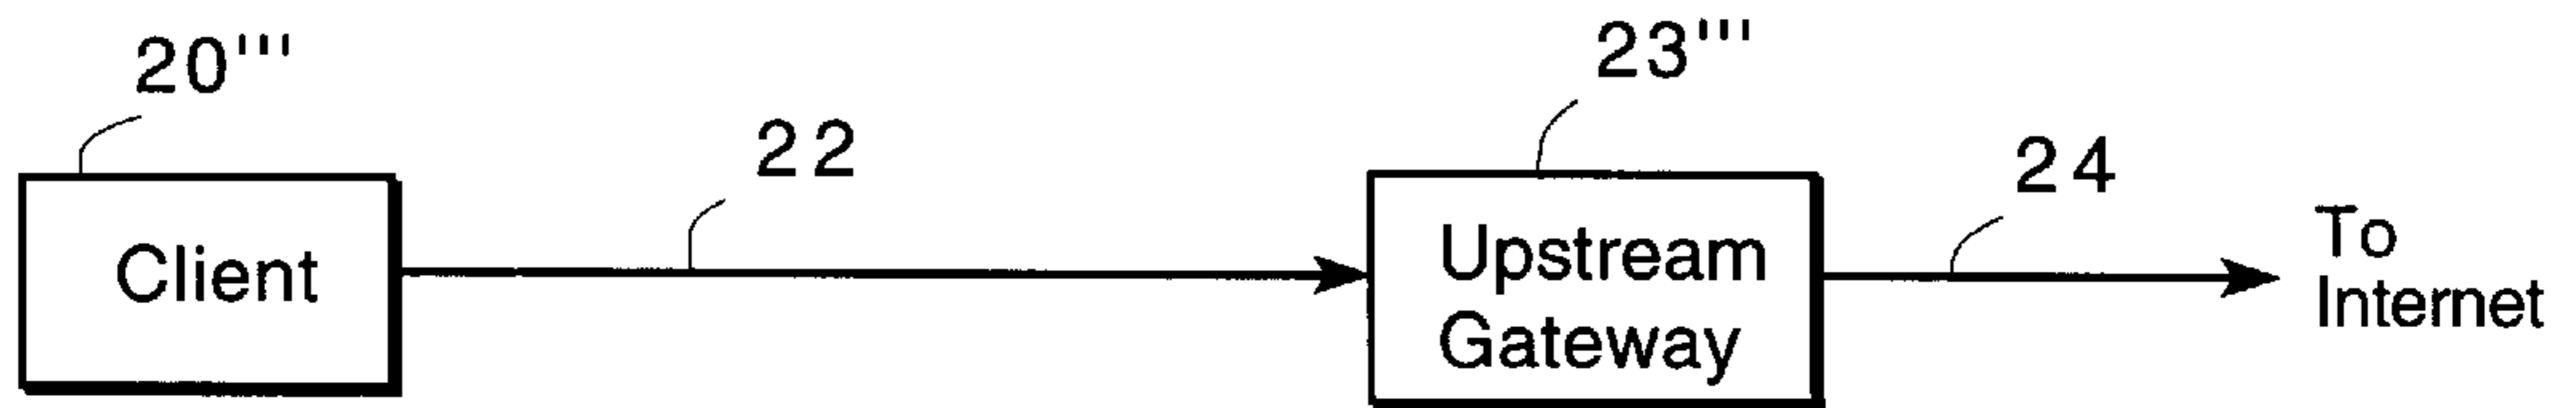 20'''
23'''
22
24
Client
Upstream
Gateway
To
Internet